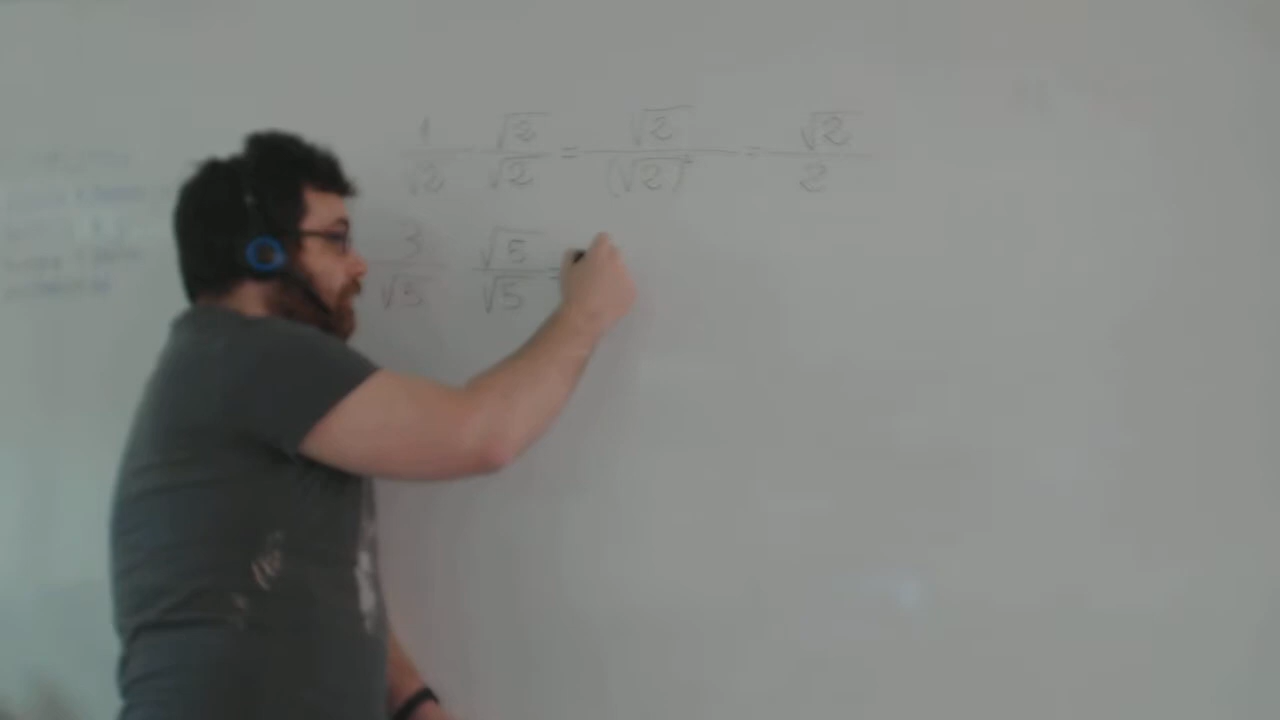 1/√2 √2/√2 = √2/(√2)² = √2/2
3/√5 √5/√5 =